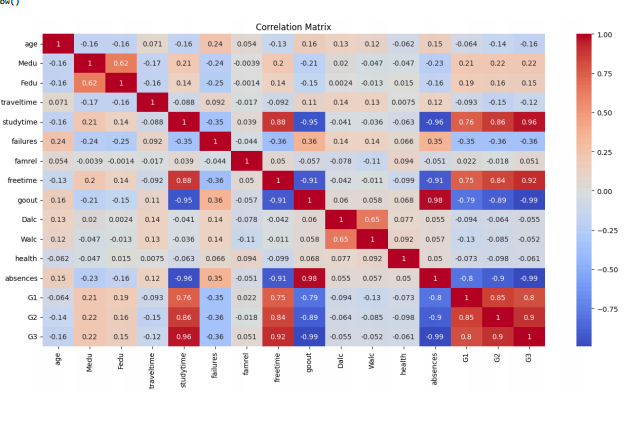 ow()
Correlation Matrix
age 1 -0.16 -0.16 0.071 -0.16 0.24 0.054 -0.13 0.16 0.13 0.12 -0.062 0.15 -0.064 -0.14 -0.16
Medu -0.16 1 0.62 -0.17 0.21 -0.24 -0.0039 0.2 -0.21 0.02 -0.047 -0.047 -0.23 0.21 0.22 0.22
Fedu -0.16 0.62 1 -0.16 0.14 -0.25 -0.0014 0.14 -0.15 0.0024 -0.013 0.015 -0.16 0.19 0.16 0.15
traveltime 0.071 -0.17 -0.16 1 -0.088 0.092 -0.017 -0.092 0.11 0.14 0.13 0.0075 0.12 -0.093 -0.15 -0.12
studytime -0.16 0.21 0.14 -0.088 1 -0.35 0.039 0.88 -0.95 -0.041 -0.036 -0.063 -0.96 0.76 0.86 0.96
failures 0.24 -0.24 -0.25 0.092 -0.35 1 -0.044 -0.36 0.36 0.14 0.14 0.066 0.35 -0.35 -0.36 -0.36
famrel 0.054 -0.0039 -0.0014 -0.017 0.039 -0.044 1 0.05 -0.057 -0.078 -0.11 0.094 -0.051 0.022 -0.018 0.051
freetime -0.13 0.2 0.14 -0.092 0.88 -0.36 0.05 1 -0.91 -0.042 -0.011 -0.099 -0.91 0.75 0.84 0.92
goout 0.16 -0.21 -0.15 0.11 -0.95 0.36 -0.057 -0.91 1 0.06 0.058 0.068 0.98 -0.79 -0.89 -0.99
Dalc 0.13 0.02 0.0024 0.14 -0.041 0.14 -0.078 -0.042 0.06 1 0.65 0.077 0.055 -0.094 -0.064 -0.055
Walc 0.12 -0.047 -0.013 0.13 -0.036 0.14 -0.11 -0.011 0.058 0.65 1 0.092 0.057 -0.13 -0.085 -0.052
health -0.062 -0.047 0.015 0.0075 -0.063 0.066 0.094 -0.099 0.068 0.077 0.092 1 0.05 -0.073 -0.098 -0.061
absences 0.15 -0.23 -0.16 0.12 -0.96 0.35 -0.051 -0.91 0.98 0.055 0.057 0.05 1 -0.8 -0.9 -0.99
G1 -0.064 0.21 0.19 -0.093 0.76 -0.35 0.022 0.75 -0.79 -0.094 -0.13 -0.073 -0.8 1 0.85 0.8
G2 -0.14 0.22 0.16 -0.15 0.86 -0.36 -0.018 0.84 -0.89 -0.064 -0.085 -0.098 -0.9 0.85 1 0.9
G3 -0.16 0.22 0.15 -0.12 0.96 -0.36 0.051 0.92 -0.99 -0.055 -0.052 -0.061 -0.99 0.8 0.9 1
age Medu Fedu traveltime studytime failures famrel freetime goout Dalc Walc health absences G1 G2 G3
1.00
0.75
0.50
0.25
0.00
−0.25
−0.50
−0.75